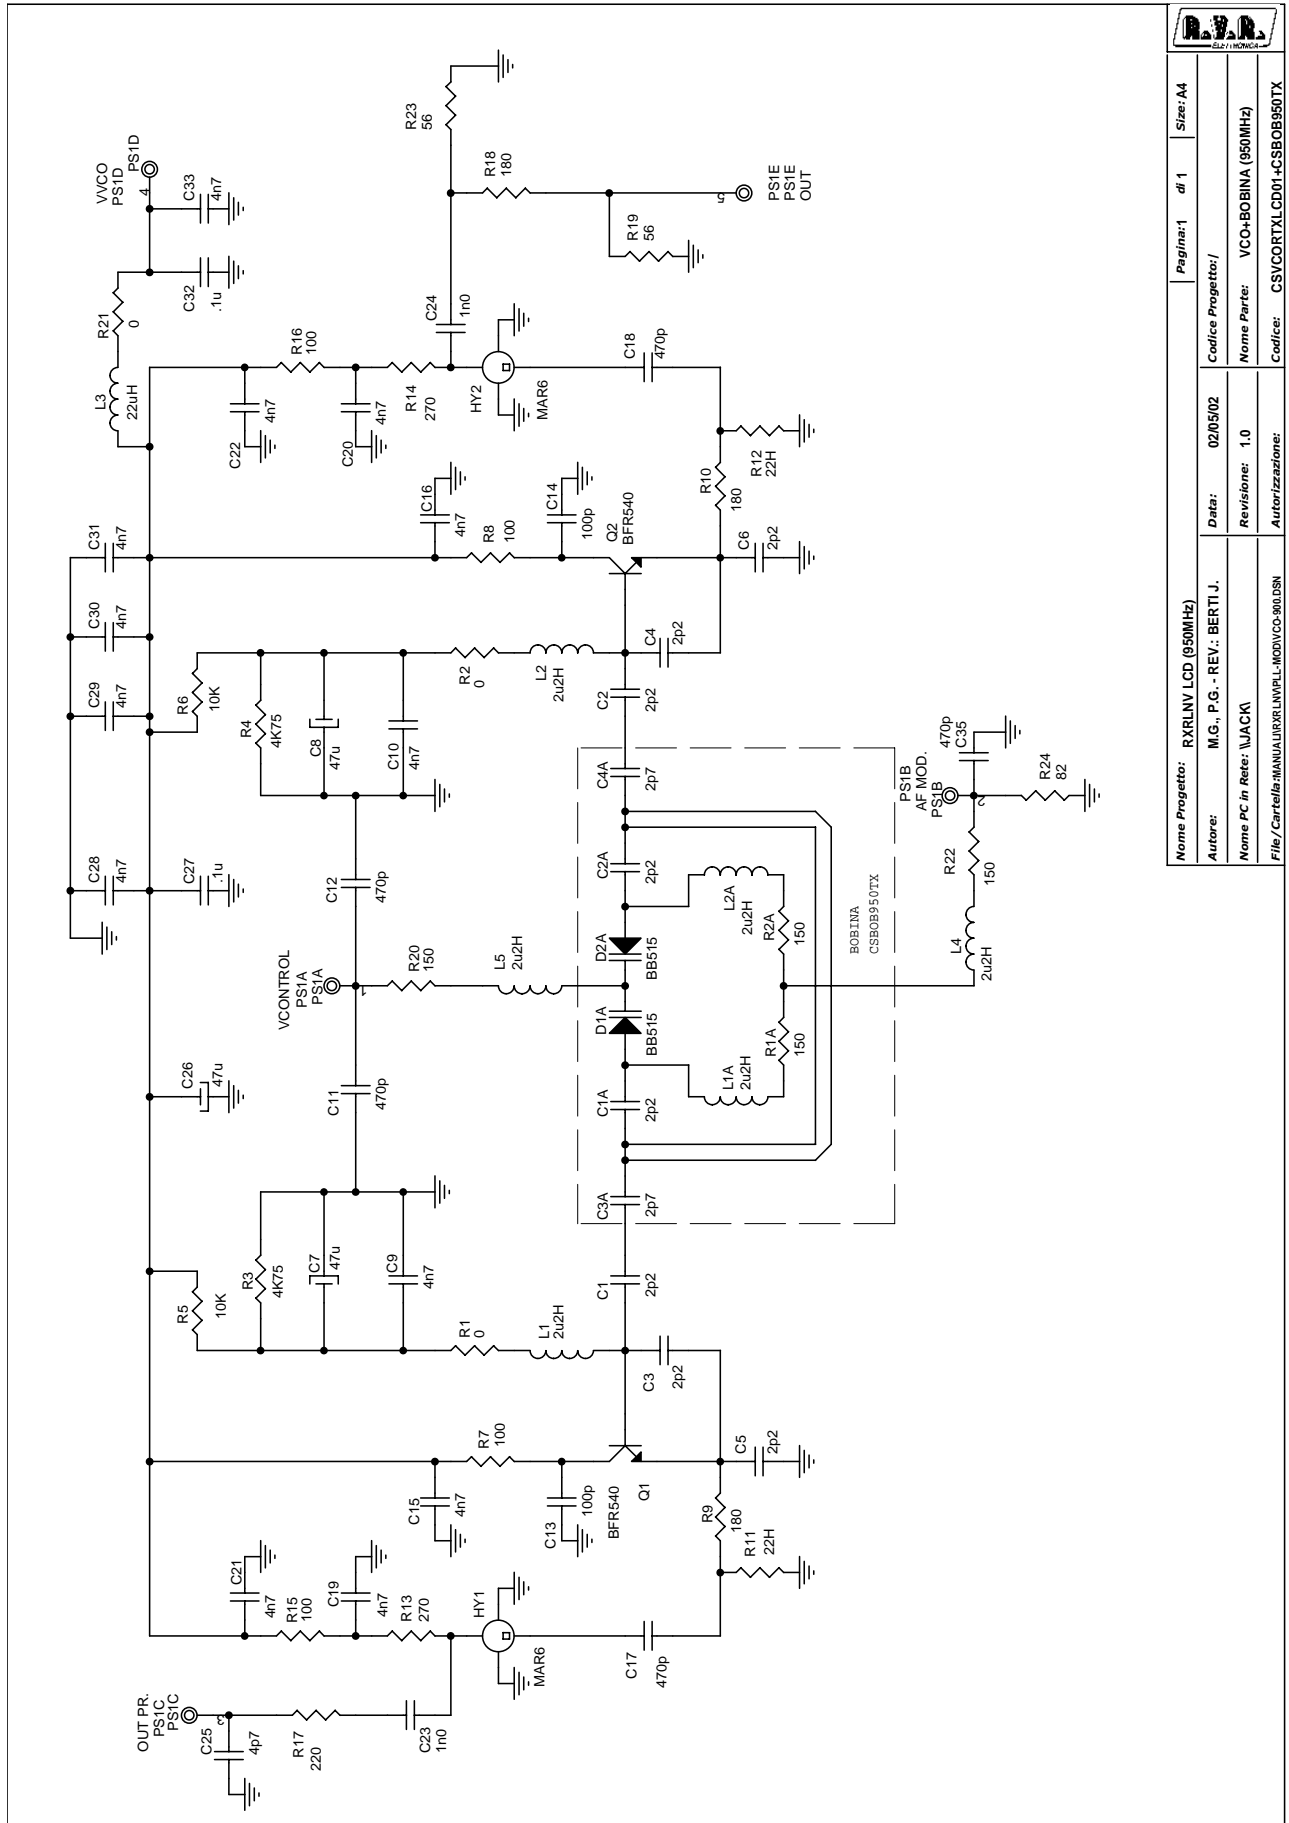 R23
56
R18
180
R19
56
PS1E
PS1E
OUT
5
VVCO
PS1D
PS1D
4
C33
4n7
C32
.1u
R21
0
L3
22uH
C24
1n0
R16
100
R14
270
C22
4n7
C20
4n7
HY2
MAR6
C18
470p
R12
22H
R10
180
C16
4n7
R8
100
C14
100p
Q2
BFR540
C6
2p2
C31
4n7
C30
4n7
C29
4n7
C28
4n7
C27
.1u
R6
10K
R4
4K75
C8
47u
C10
4n7
R2
0
L2
2u2H
C4
2p2
C2
2p2
C12
470p
VCONTROL
PS1A
PS1A
1
R20
150
L5
2u2H
C11
470p
C26
47u
C4A
2p7
C2A
2p2
D2A
BB515
D1A
BB515
L2A
2u2H
R2A
150
R1A
150
L1A
2u2H
C1A
2p2
C3A
2p7
BOBINA
CSBOB950TX
PS1B
AF MOD.
PS1B
2
470p
C35
R24
82
R22
150
L4
2u2H
R5
10K
R3
4K75
C7
47u
C9
4n7
R1
0
L1
2u2H
C1
2p2
C3
2p2
R7
100
C15
4n7
C13
100p
BFR540
Q1
C5
2p2
R9
180
R11
22H
C21
4n7
R15
100
C19
4n7
R13
270
HY1
MAR6
C17
470p
OUT PR.
PS1C
PS1C
3
C25
4p7
R17
220
C23
1n0
R.V.R.
ELETTRONICA
Nome Progetto: RXRLNV LCD (950MHz)
Pagina:1 di 1
Size: A4
Autore: M.G., P.G. - REV.: BERTI J.
Data: 02/05/02
Codice Progetto:/
Nome PC in Rete: \\JACK\
Revisione: 1.0
Nome Parte: VCO+BOBINA (950MHz)
File/Cartella:MANUALI\RXRLNV\PLL-MOD\VCO-900.DSN
Autorizzazione:
Codice: CSVCORTXLCD01+CSBOB950TX